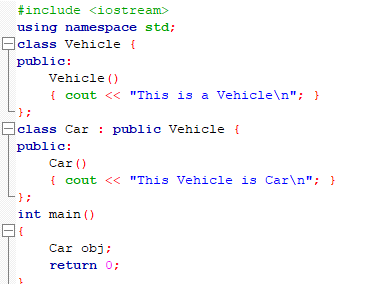 #include <iostream>
using namespace std;
class Vehicle {
public:
    Vehicle()
    { cout << "This is a Vehicle\n"; }
};
class Car : public Vehicle {
public:
    Car()
    { cout << "This Vehicle is Car\n"; }
};
int main()
{
    Car obj;
    return 0;
}